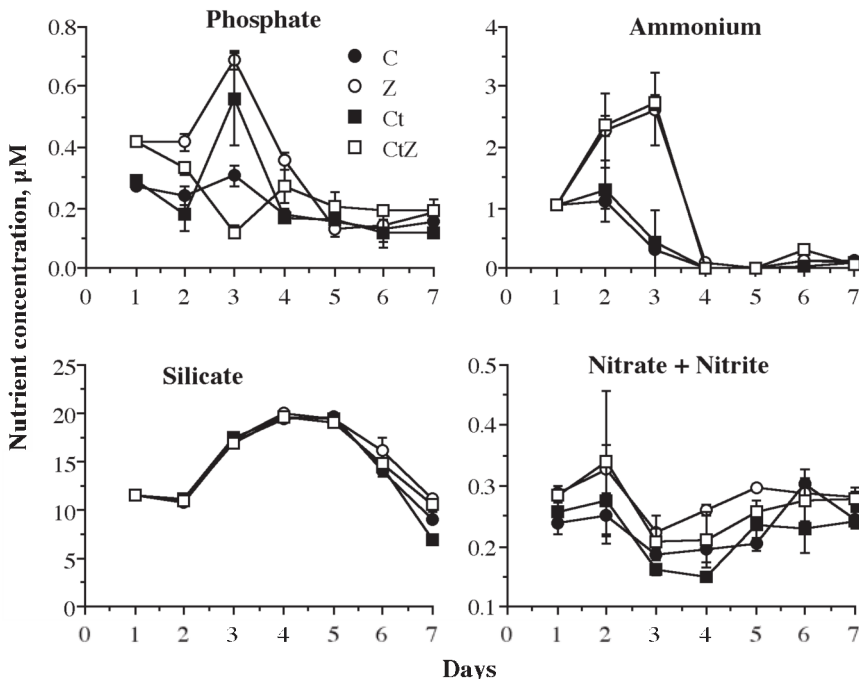 Phosphate
0.8
0.6
0.4
0.2
0.0
0 1 2 3 4 5 6 7
C
Z
Ct
CtZ
Ammonium
4
3
2
1
0
0 1 2 3 4 5 6 7
Nutrient concentration, µM
Silicate
25
20
15
10
5
0
0 1 2 3 4 5 6 7
Nitrate + Nitrite
0.5
0.4
0.3
0.2
0.1
0 1 2 3 4 5 6 7
Days